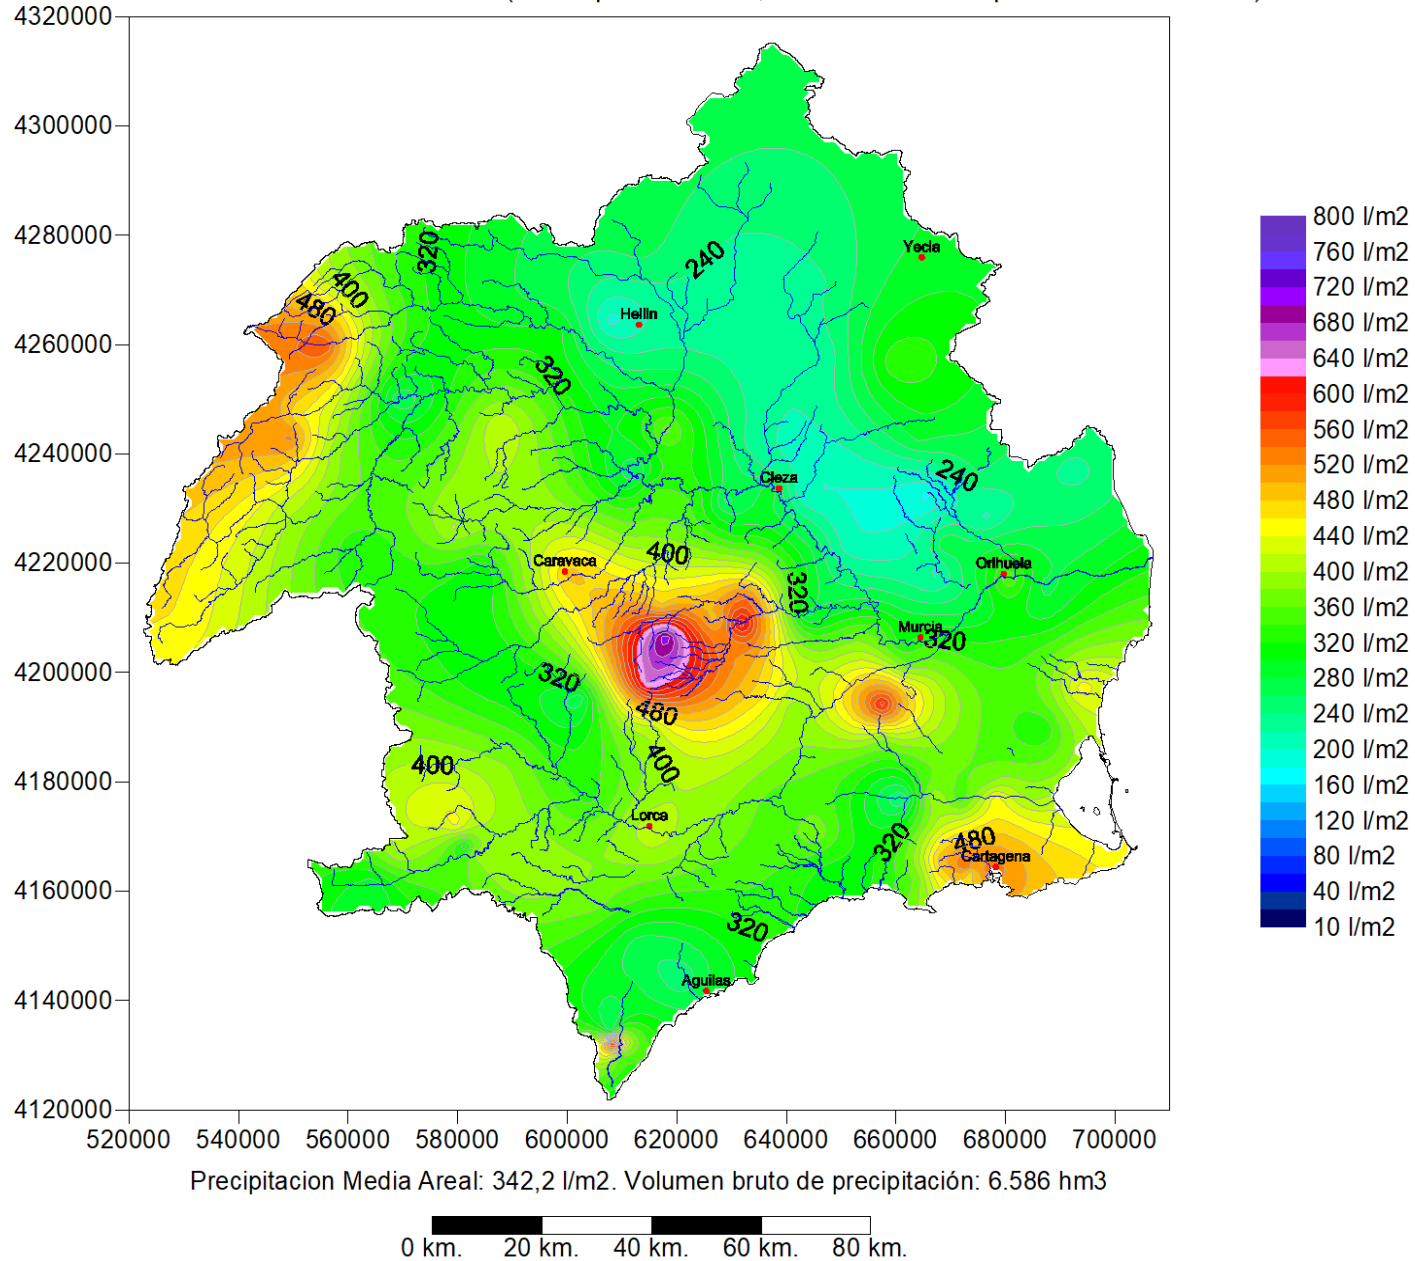 4320000
4300000
4280000
4260000
4240000
4220000
4200000
4180000
4160000
4140000
4120000
520000 540000 560000 580000 600000 620000 640000 660000 680000 700000
320
400
480
240
Yecla
Hellin
320
240
Cieza
400
Caravaca
Orihuela
320
Murcia
320
320
480
400
400
Lorca
320
480
Cartagena
320
Aguilas
800 l/m2
760 l/m2
720 l/m2
680 l/m2
640 l/m2
600 l/m2
560 l/m2
520 l/m2
480 l/m2
440 l/m2
400 l/m2
360 l/m2
320 l/m2
280 l/m2
240 l/m2
200 l/m2
160 l/m2
120 l/m2
80 l/m2
40 l/m2
10 l/m2
Precipitacion Media Areal: 342,2 l/m2. Volumen bruto de precipitación: 6.586 hm3
0 km. 20 km. 40 km. 60 km. 80 km.